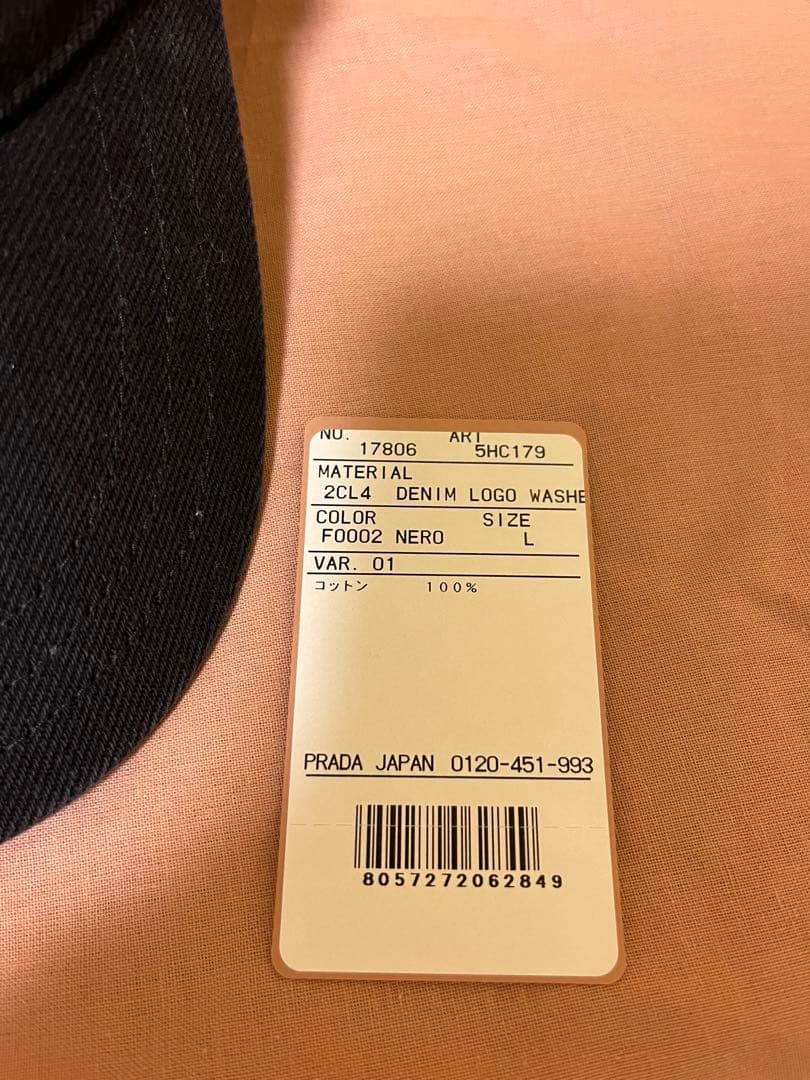 NO. ART
17806 5HC179
MATERIAL
2CL4 DENIM LOGO WASHE
COLOR SIZE
F0002 NERO L
VAR. 01
コットン 100%
PRADA JAPAN 0120-451-993
8057272062849